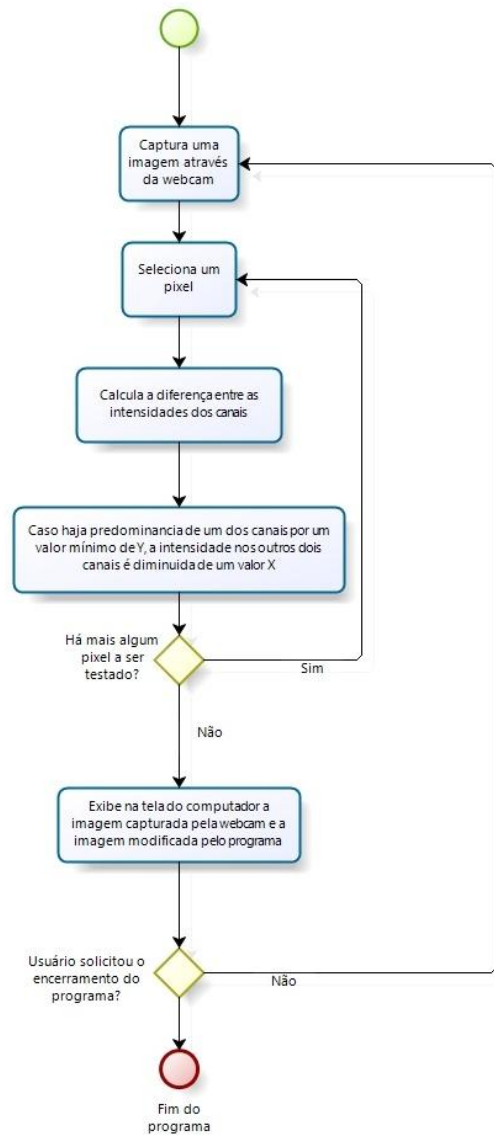 Captura uma
imagem através
da webcam
Seleciona um
pixel
Calcula a diferença entre as
intensidades dos canais
Caso haja predominancia de um dos canais por um
valor mínimo de Y, a intensidade nos outros dois
canais é diminuida de um valor X
Há mais algum
pixel a ser
testado?
Sim
Não
Exibe na tela do computador a
imagem capturada pela webcam e a
imagem modificada pelo programa
Usuário solicitou o
encerramento do
programa?
Não
Fim do
programa